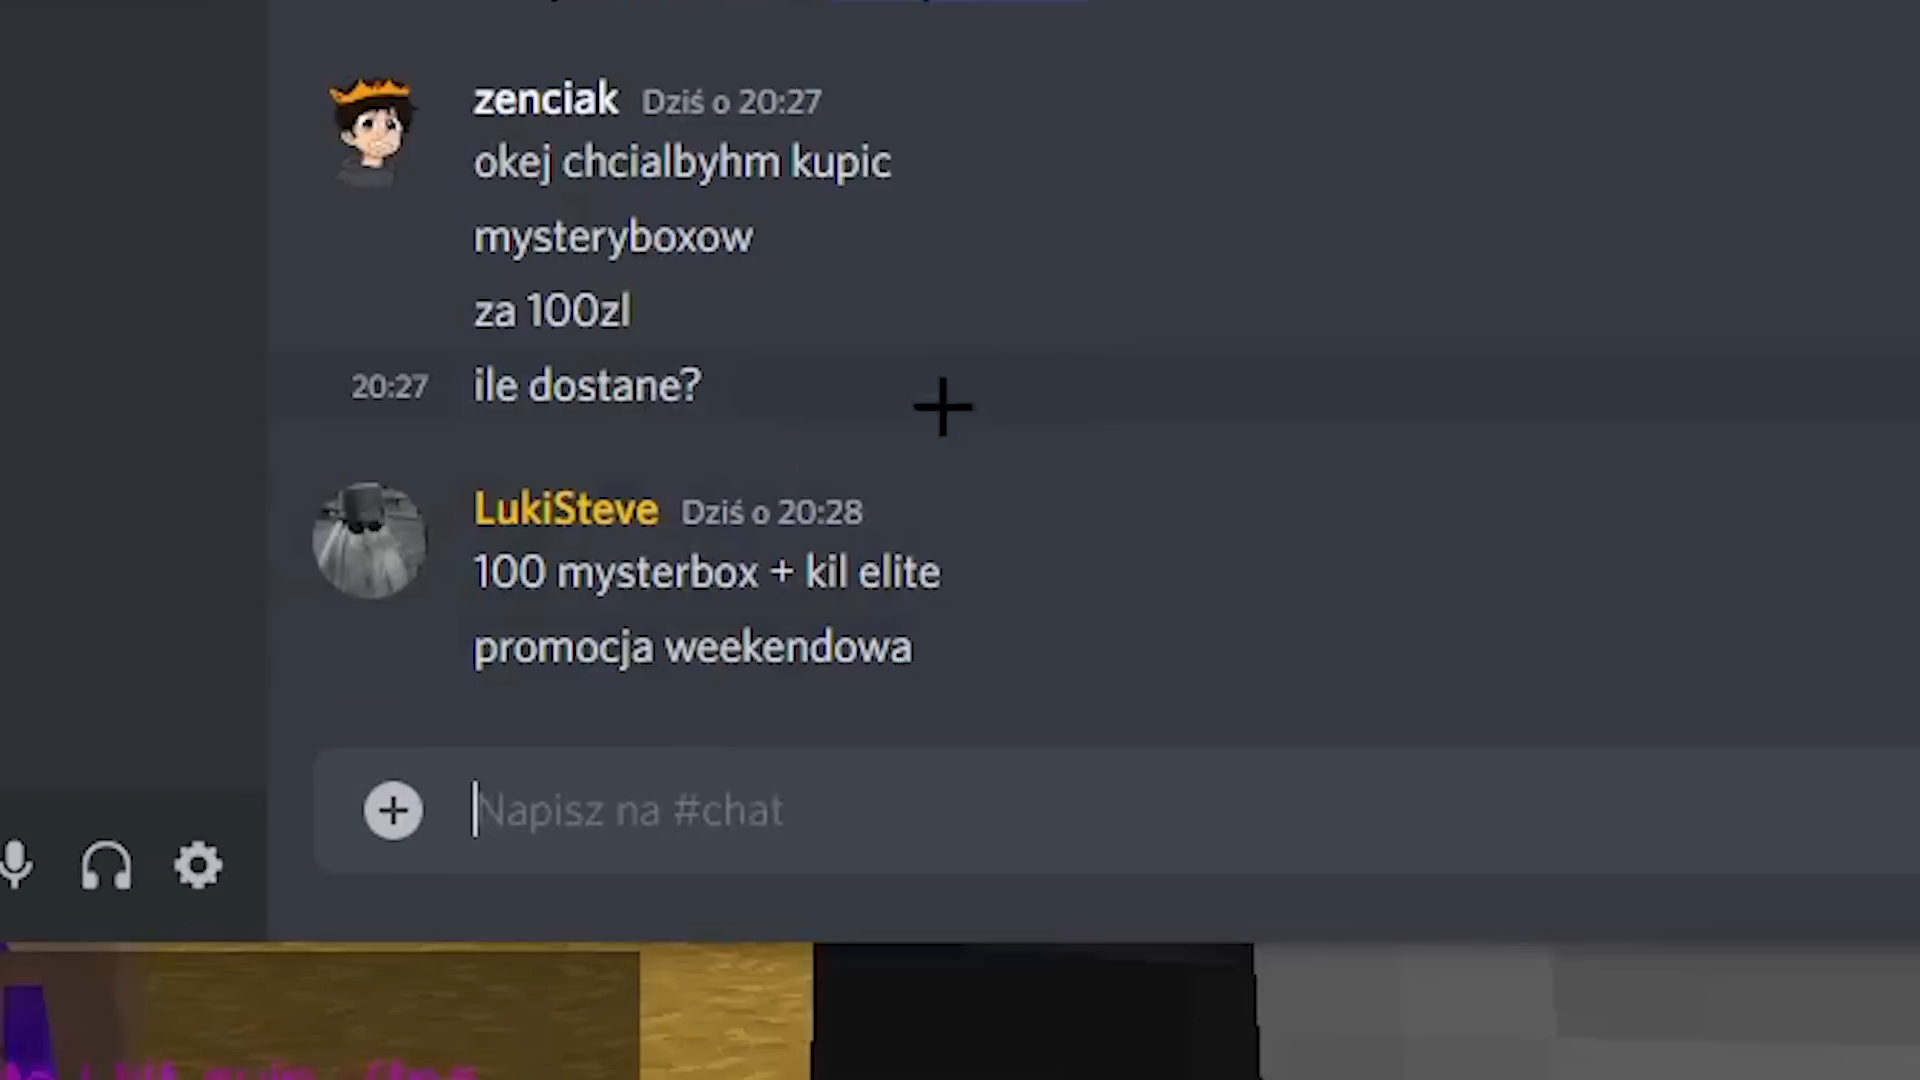 zenciak Dziś o 20:27
okej chcialbyhm kupic
mysteryboxow
za 100zl
20:27 ile dostane?
LukiSteve Dziś o 20:28
100 mysterbox + kil elite
promocja weekendowa
Napisz na #chat